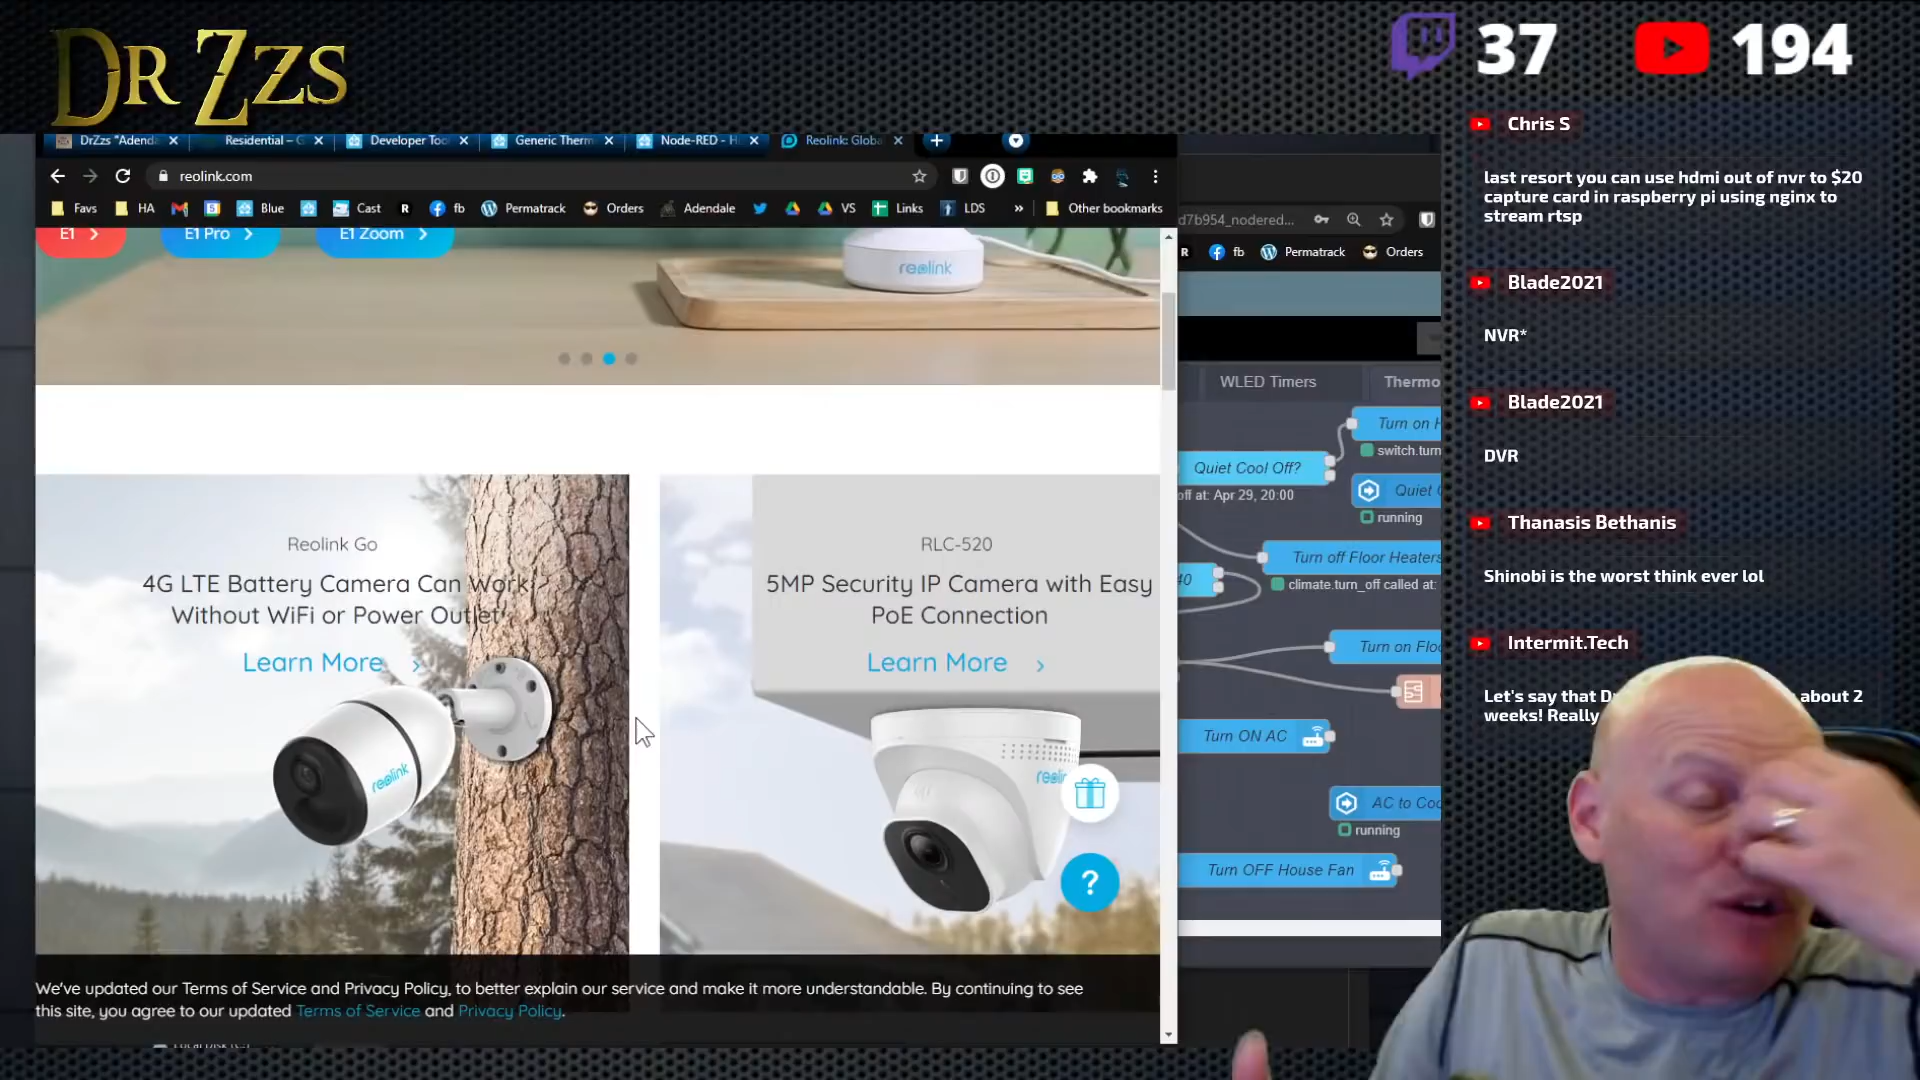 DR ZZS
37
194
DrZzs "Adend
Residential – G
Developer Too
Generic Therm
Node-RED - H
Reolink: Globa
reolink.com
Favs
HA
Blue
Cast
R
fb
Permatrack
Orders
Adendale
VS
Links
LDS
»
Other bookmarks
E1
E1 Pro
E1 Zoom
reolink
Reolink Go
4G LTE Battery Camera Can Work
Without WiFi or Power Outlet
Learn More
reolink
RLC-520
5MP Security IP Camera with Easy
PoE Connection
Learn More
?
We've updated our Terms of Service and Privacy Policy, to better explain our service and make it more understandable. By continuing to see
this site, you agree to our updated Terms of Service and Privacy Policy.
d7b954_nodered...
R
fb
Permatrack
Orders
WLED Timers
Thermo
Turn on H
switch.turn
Quiet Cool Off?
off at: Apr 29, 20:00
Quiet
running
Turn off Floor Heaters
climate.turn_off called at:
40
Turn on Floo
Turn ON AC
AC to Coo
running
Turn OFF House Fan
Chris S
last resort you can use hdmi out of nvr to $20
capture card in raspberry pi using nginx to
stream rtsp
Blade2021
NVR*
Blade2021
DVR
Thanasis Bethanis
Shinobi is the worst think ever lol
Intermit.Tech
Let's say that D about 2
weeks! Really